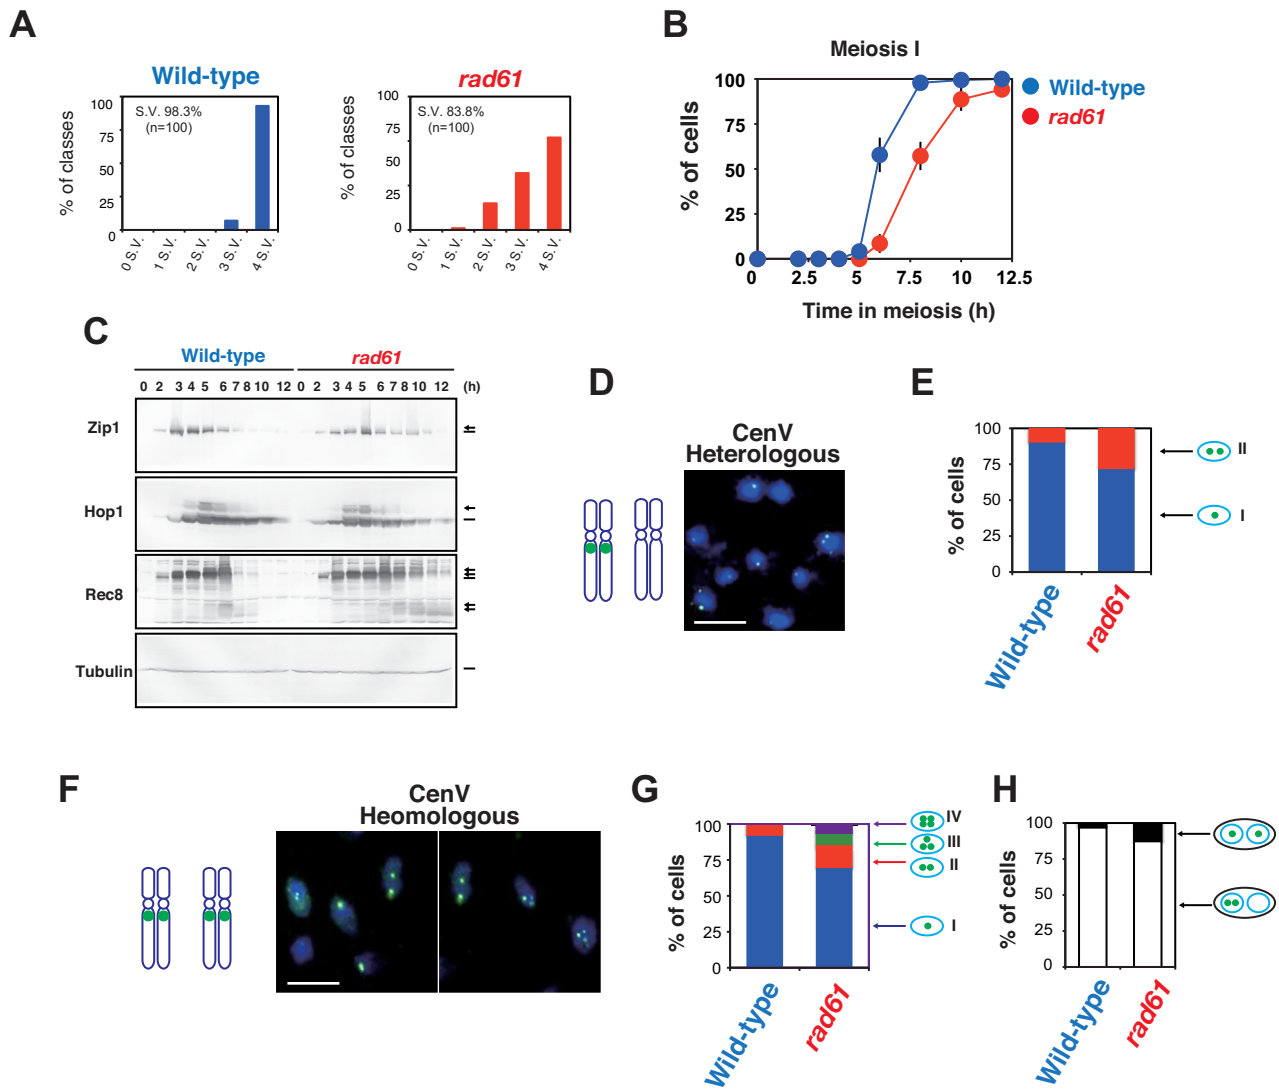 A
Wild-type
S.V. 98.3%
(n=100)
% of classes
100
75
50
25
0
0 S.V.
1 S.V.
2 S.V.
3 S.V.
4 S.V.
rad61
S.V. 83.8%
(n=100)
% of classes
100
75
50
25
0
0 S.V.
1 S.V.
2 S.V.
3 S.V.
4 S.V.
B
Meiosis I
% of cells
100
75
50
25
0
0 2.5 5 7.5 10 12.5
Time in meiosis (h)
Wild-type
rad61
C
Wild-type rad61
0 2 3 4 5 6 7 8 10 12 0 2 3 4 5 6 7 8 10 12 (h)
Zip1
Hop1
Rec8
Tubulin
D
CenV
Heterologous
E
% of cells
100
75
50
25
0
II
I
Wild-type
rad61
F
CenV
Heomologous
G
% of cells
100
75
50
25
0
IV
III
II
I
Wild-type
rad61
H
% of cells
100
75
50
25
0
Wild-type
rad61